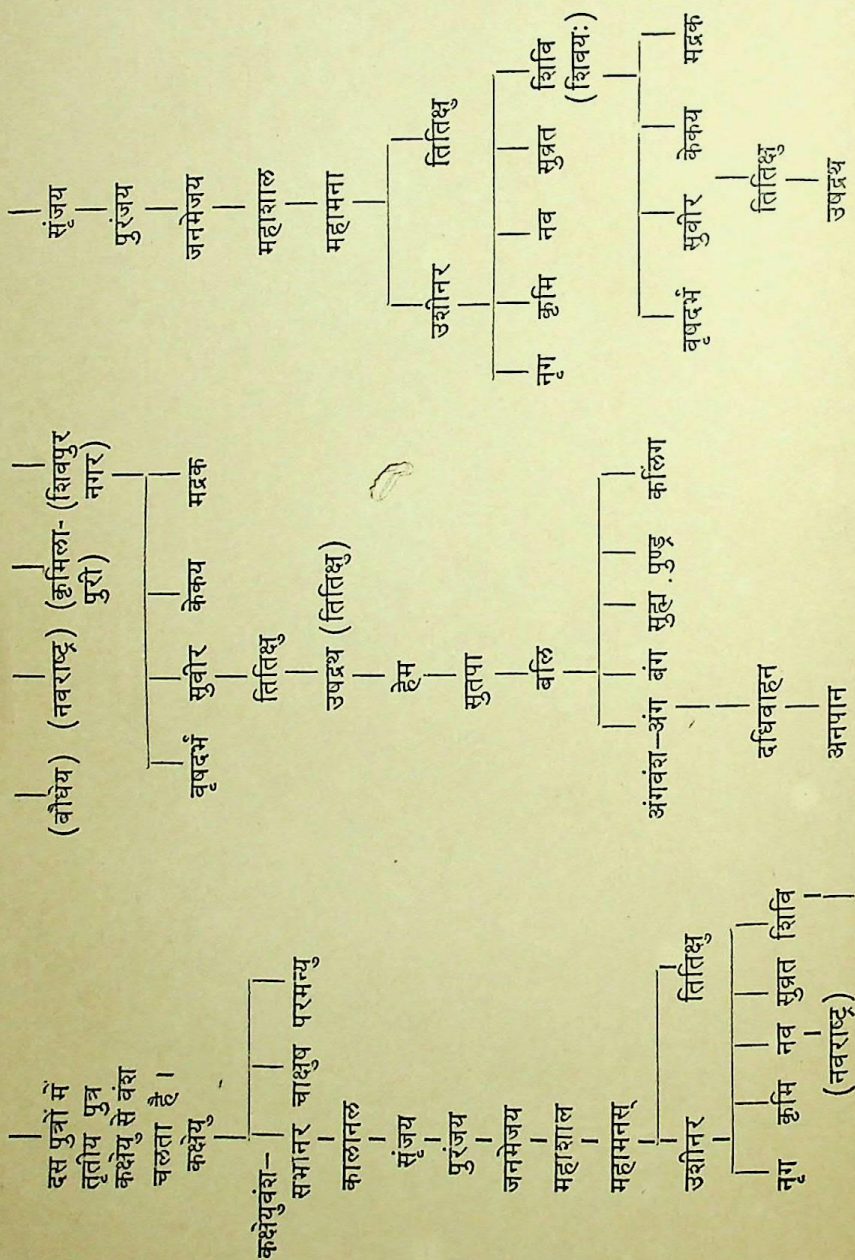 दस पुत्रों में
तृतीय पुत्र
कक्षेयु से वंश
चलता है ।
कक्षेयु
कक्षेयुवंश–
सभानर चाक्षुष परमन्यु
कालानल
सृंजय
पुरंजय
जनमेजय
महाशाल
महामनस्
उशीनर तितिक्षु
नृग कृमि नव सुव्रत शिवि
(नवराष्ट्र)
(बौधेय) (नवराष्ट्र) (कृमिला- (शिवपुर
पुरी) नगर)
वृषदर्भ सुवीर केकय मद्रक
तितिक्षु
उषद्रथ (तितिक्षु)
हेम
सुतपा
बलि
अंगवंश–अंग बंग सुह्म . पुण्ड्र कलिंग
दधिवाहन
अनपान
सृंजय
पुरंजय
जनमेजय
महाशाल
महामना
उशीनर तितिक्षु
नृग कृमि नव सुव्रत शिवि
(शिवय:)
वृषदर्भ सुवीर केकय मद्रक
तितिक्षु
उषद्रथ